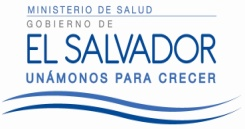 MINISTERIO DE SALUD
GOBIERNO DE
EL SALVADOR
UNÁMONOS PARA CRECER